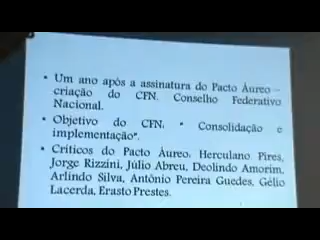 • Um ano após a assinatura do Pacto Áureo –
criação do CFN. Conselho Federativo
Nacional.
• Objetivo do CFN: “ Consolidação e
implementação”.
• Críticos do Pacto Áureo: Herculano Pires,
Jorge Rizzini, Júlio Abreu, Deolindo Amorim,
Arlindo Silva, Antônio Pereira Guedes, Gélio
Lacerda, Erasto Prestes.